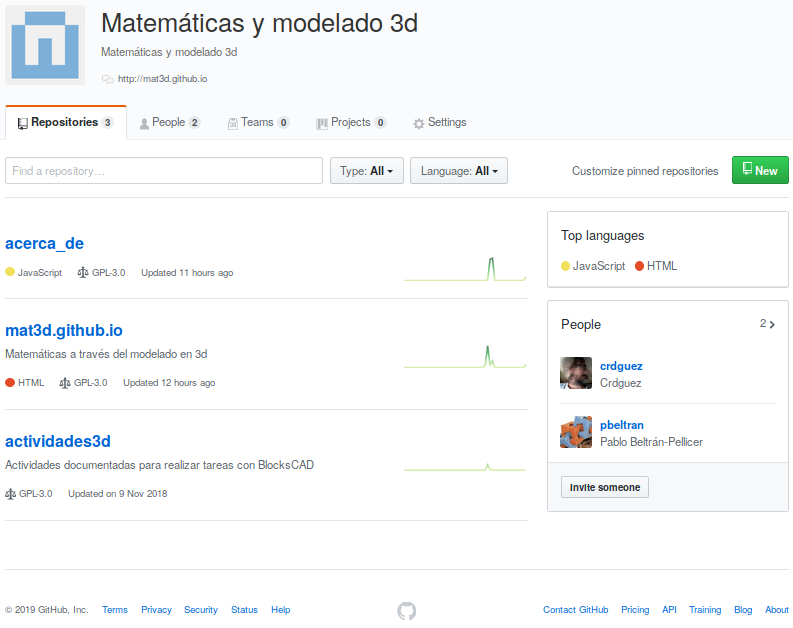 Matemáticas y modelado 3d
Matemáticas y modelado 3d
http://mat3d.github.io
Repositories 3 People 2 Teams 0 Projects 0 Settings
Find a repository… Type: All Language: All Customize pinned repositories New
acerca_de
JavaScript GPL-3.0 Updated 11 hours ago
mat3d.github.io
Matemáticas a través del modelado en 3d
HTML GPL-3.0 Updated 12 hours ago
actividades3d
Actividades documentadas para realizar tareas con BlocksCAD
GPL-3.0 Updated on 9 Nov 2018
Top languages
JavaScript HTML
People 2
crdguez
Crdguez
pbeltran
Pablo Beltrán-Pellicer
Invite someone
© 2019 GitHub, Inc. Terms Privacy Security Status Help Contact GitHub Pricing API Training Blog About